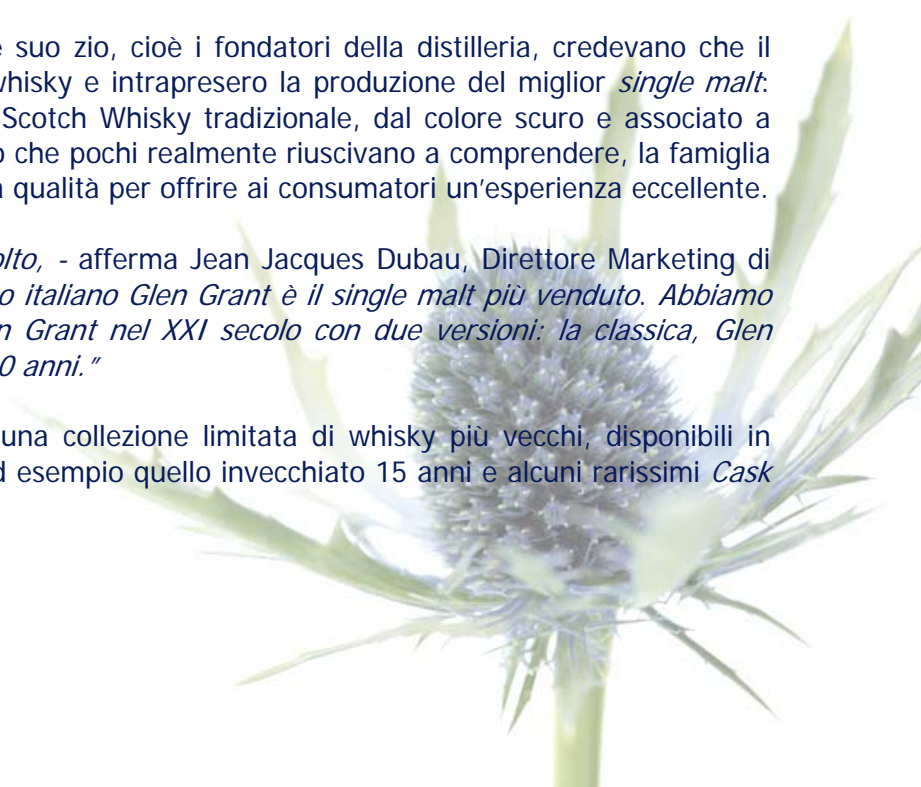 suo zio, cioè i fondatori della distilleria, credevano che il
whisky e intrapresero la produzione del miglior single malt:
Scotch Whisky tradizionale, dal colore scuro e associato a
che pochi realmente riuscivano a comprendere, la famiglia
qualità per offrire ai consumatori un'esperienza eccellente.
- afferma Jean Jacques Dubau, Direttore Marketing di
italiano Glen Grant è il single malt più venduto. Abbiamo
Grant nel XXI secolo con due versioni: la classica, Glen
0 anni.”
una collezione limitata di whisky più vecchi, disponibili in
esempio quello invecchiato 15 anni e alcuni rarissimi Cask